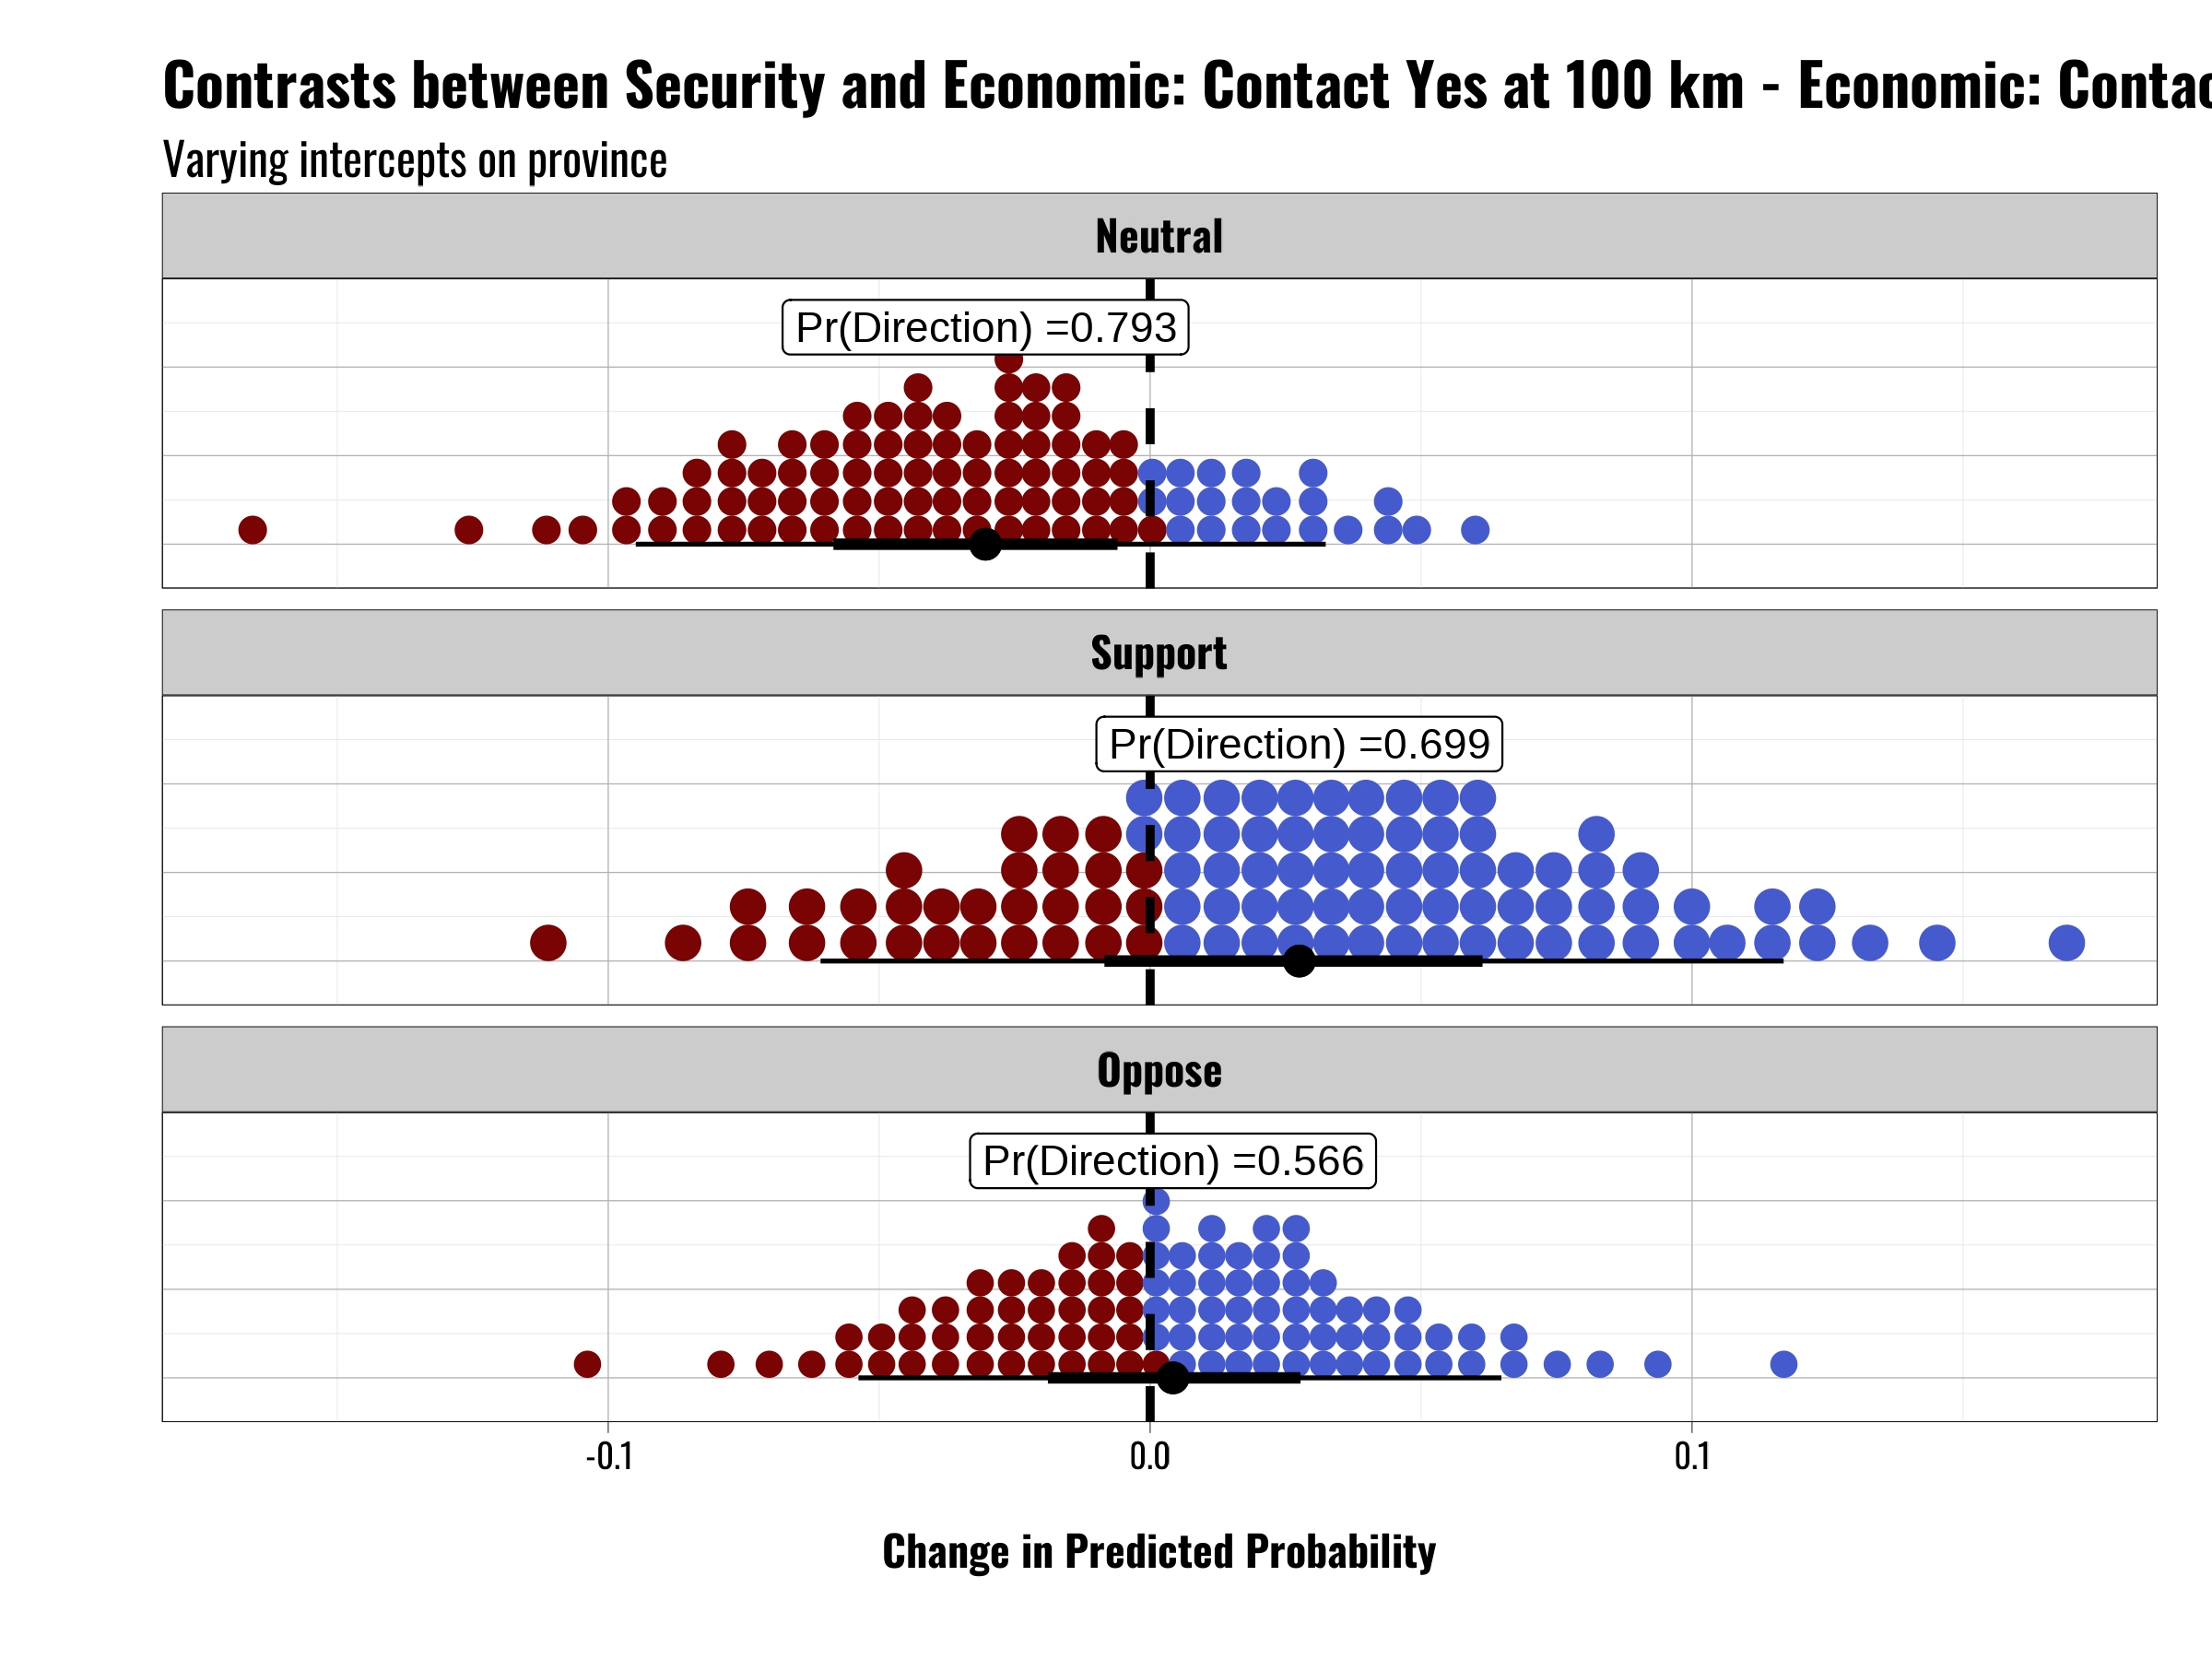 Contrasts between Security and Economic: Contact Yes at 100 km - Economic:
Varying intercepts on province
Neutral
Pr(Direction) =0.793
Support
Pr(Direction) =0.699
Oppose
Pr(Direction) =0.566
-0.1 0.0 0.1
Change in Predicted Probability